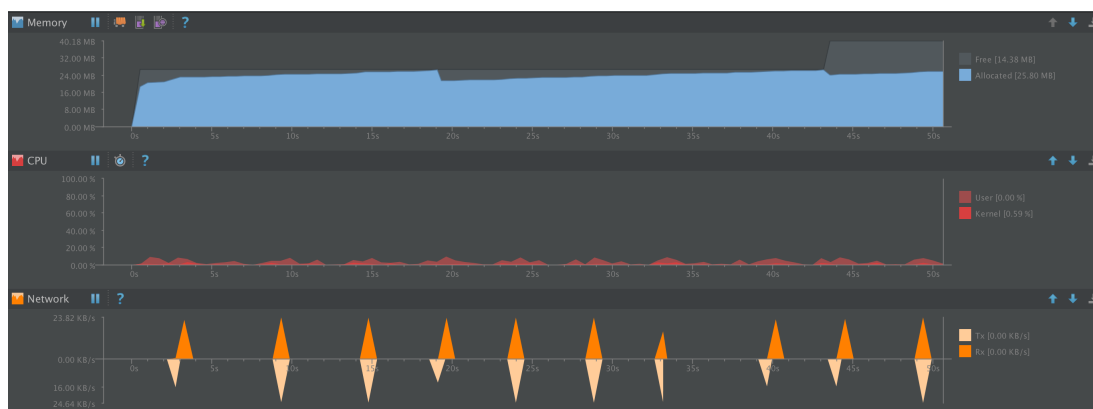 Memory ?
40.18 MB
32.00 MB
24.00 MB
16.00 MB
8.00 MB
0.00 MB
Free [14.38 MB]
Allocated [25.80 MB]
0s 5s 10s 15s 20s 25s 30s 35s 40s 45s 50s
CPU ?
100.00 %
80.00 %
60.00 %
40.00 %
20.00 %
0.00 %
User [0.00 %]
Kernel [0.59 %]
0s 5s 10s 15s 20s 25s 30s 35s 40s 45s 50s
Network ?
23.82 KB/s
0.00 KB/s
16.00 KB/s
24.64 KB/s
Tx [0.00 KB/s]
Rx [0.00 KB/s]
0s 5s 10s 15s 20s 25s 30s 35s 40s 45s 50s